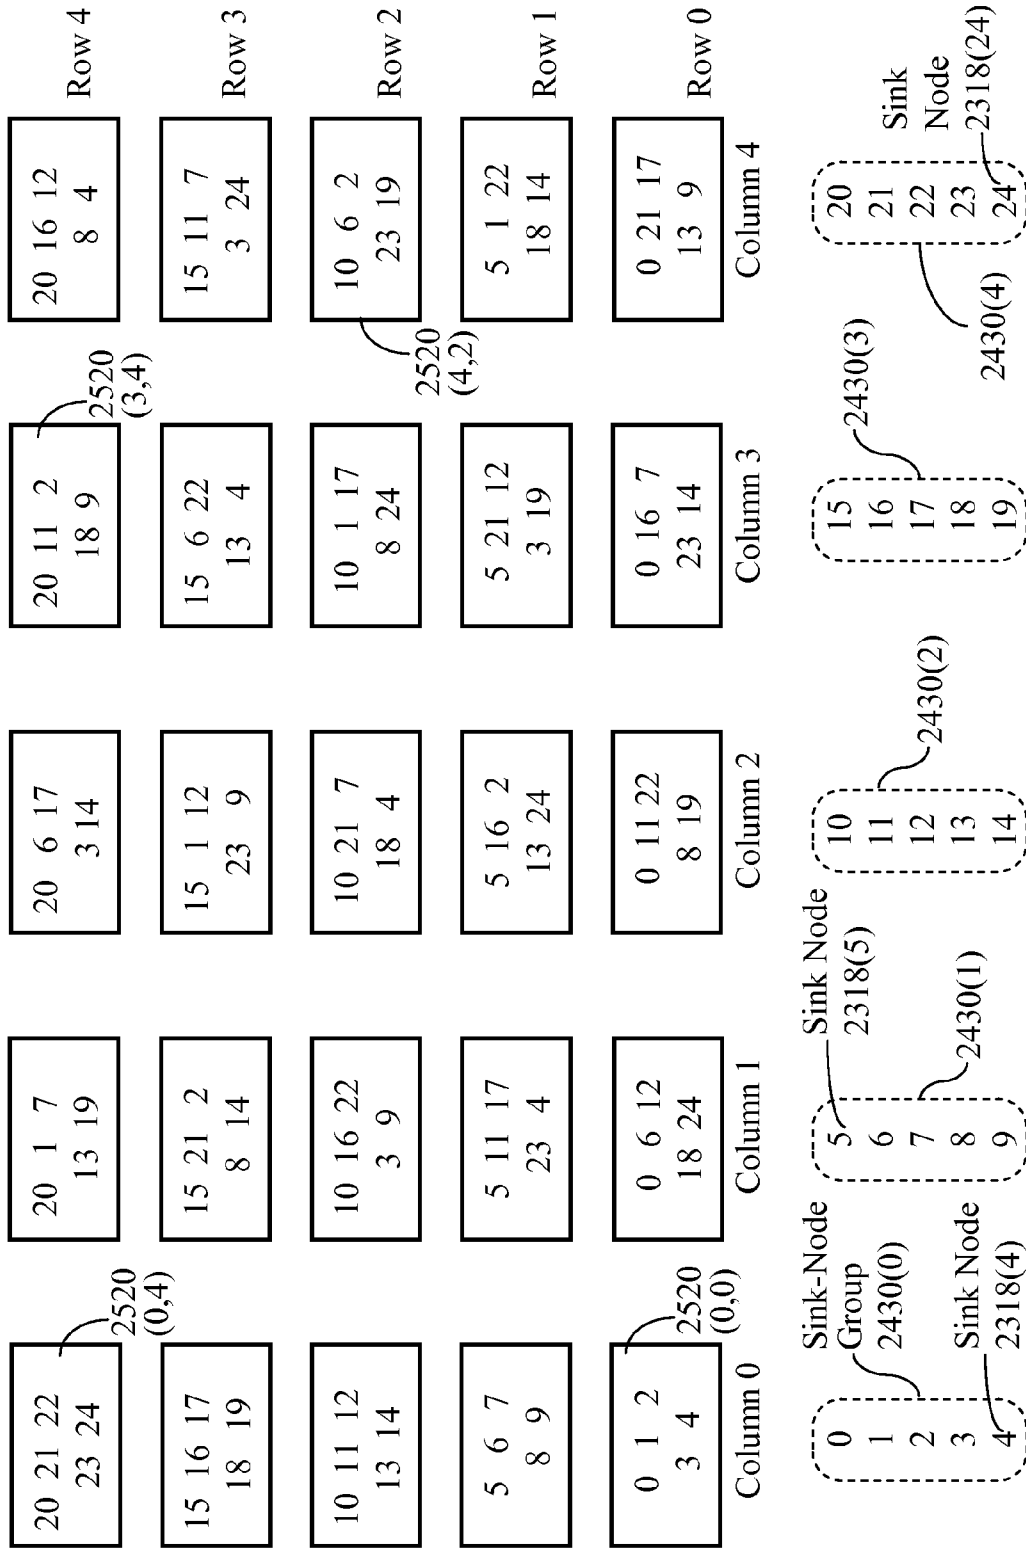 20 21 22
23 24
20 1 7
13 19
20 6 17
3 14
20 11 2
18 9
20 16 12
8 4
Row 4
2520
(0,4)
2520
(3,4)
15 16 17
18 19
15 21 2
8 14
15 1 12
23 9
15 6 22
13 4
15 11 7
3 24
Row 3
10 11 12
13 14
10 16 22
3 9
10 21 7
18 4
10 1 17
8 24
10 6 2
23 19
Row 2
2520
(4,2)
5 6 7
8 9
5 11 17
23 4
5 16 2
13 24
5 21 12
3 19
5 1 22
18 14
Row 1
0 1 2
3 4
0 6 12
18 24
0 11 22
8 19
0 16 7
23 14
0 21 17
13 9
Row 0
2520
(0,0)
Column 0
Column 1
Column 2
Column 3
Column 4
0
1
2
3
4
Sink-Node
Group
2430(0)
Sink Node
2318(4)
5
6
7
8
9
Sink Node
2318(5)
2430(1)
10
11
12
13
14
2430(2)
15
16
17
18
19
2430(3)
20
21
22
23
24
2430(4)
Sink
Node
2318(24)